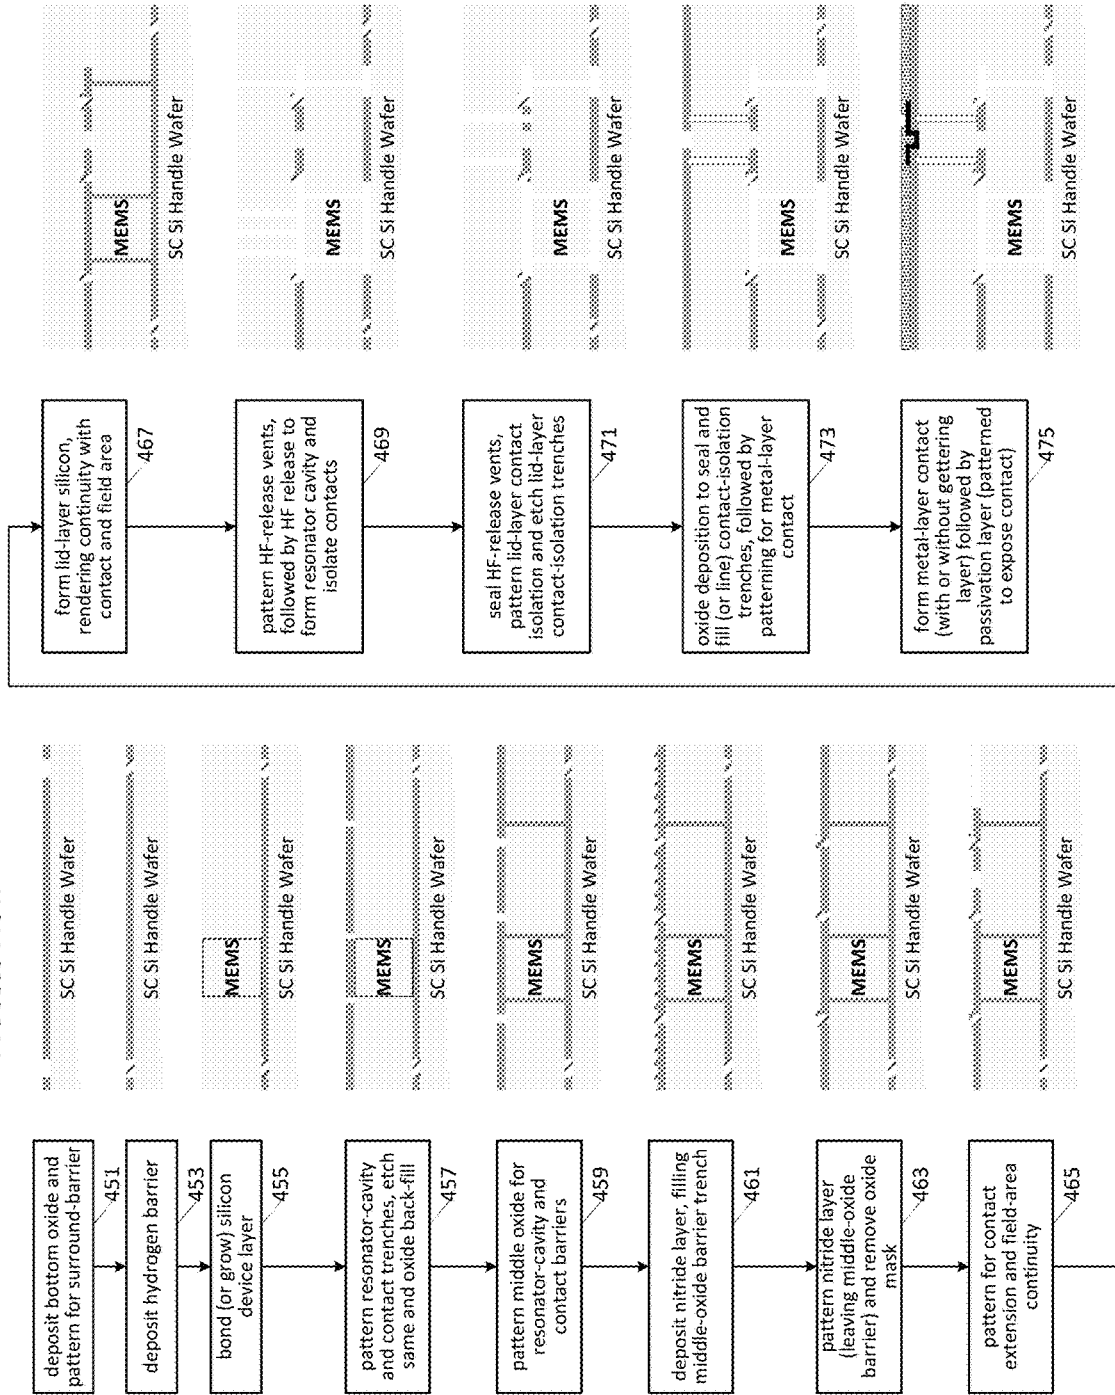 deposit bottom oxide and
pattern for surround-barrier
451
SC Si Handle Wafer
deposit hydrogen barrier
453
SC Si Handle Wafer
bond (or grow) silicon
device layer
455
MEMS
SC Si Handle Wafer
pattern resonator-cavity
and contact trenches, etch
same and oxide back-fill
457
MEMS
SC Si Handle Wafer
pattern middle oxide for
resonator-cavity and
contact barriers
459
MEMS
SC Si Handle Wafer
deposit nitride layer, filling
middle-oxide barrier trench
461
MEMS
SC Si Handle Wafer
pattern nitride layer
(leaving middle-oxide
barrier) and remove oxide
mask
463
MEMS
SC Si Handle Wafer
pattern for contact
extension and field-area
continuity
465
MEMS
SC Si Handle Wafer
form lid-layer silicon,
rendering continuity with
contact and field area
467
MEMS
SC Si Handle Wafer
pattern HF-release vents,
followed by HF release to
form resonator cavity and
isolate contacts
469
MEMS
SC Si Handle Wafer
seal HF-release vents,
pattern lid-layer contact
isolation and etch lid-layer
contact-isolation trenches
471
MEMS
SC Si Handle Wafer
oxide deposition to seal and
fill (or line) contact-isolation
trenches, followed by
patterning for metal-layer
contact
473
MEMS
SC Si Handle Wafer
form metal-layer contact
(with or without gettering
layer) followed by
passivation layer (patterned
to expose contact)
475
MEMS
SC Si Handle Wafer